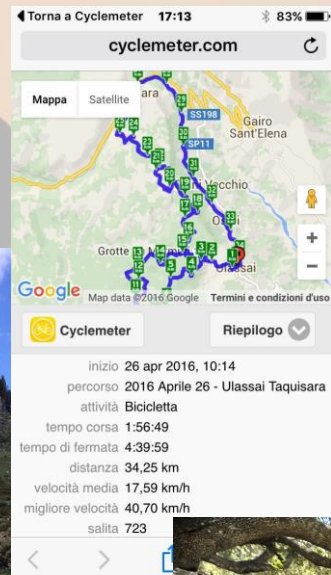 Torna a Cyclemeter 17:13 83%
cyclemeter.com
Mappa Satellite
SS198
SP11
Gairo
Sant'Elena
Ulassai
Google Map data ©2016 Google Termini e condizioni d'uso
Cyclemeter Riepilogo
inizio 26 apr 2016, 10:14
percorso 2016 Aprile 26 - Ulassai Taquisara
attività Bicicletta
tempo corsa 1:56:49
tempo di fermata 4:39:59
distanza 34,25 km
velocità media 17,59 km/h
migliore velocità 40,70 km/h
salita 723